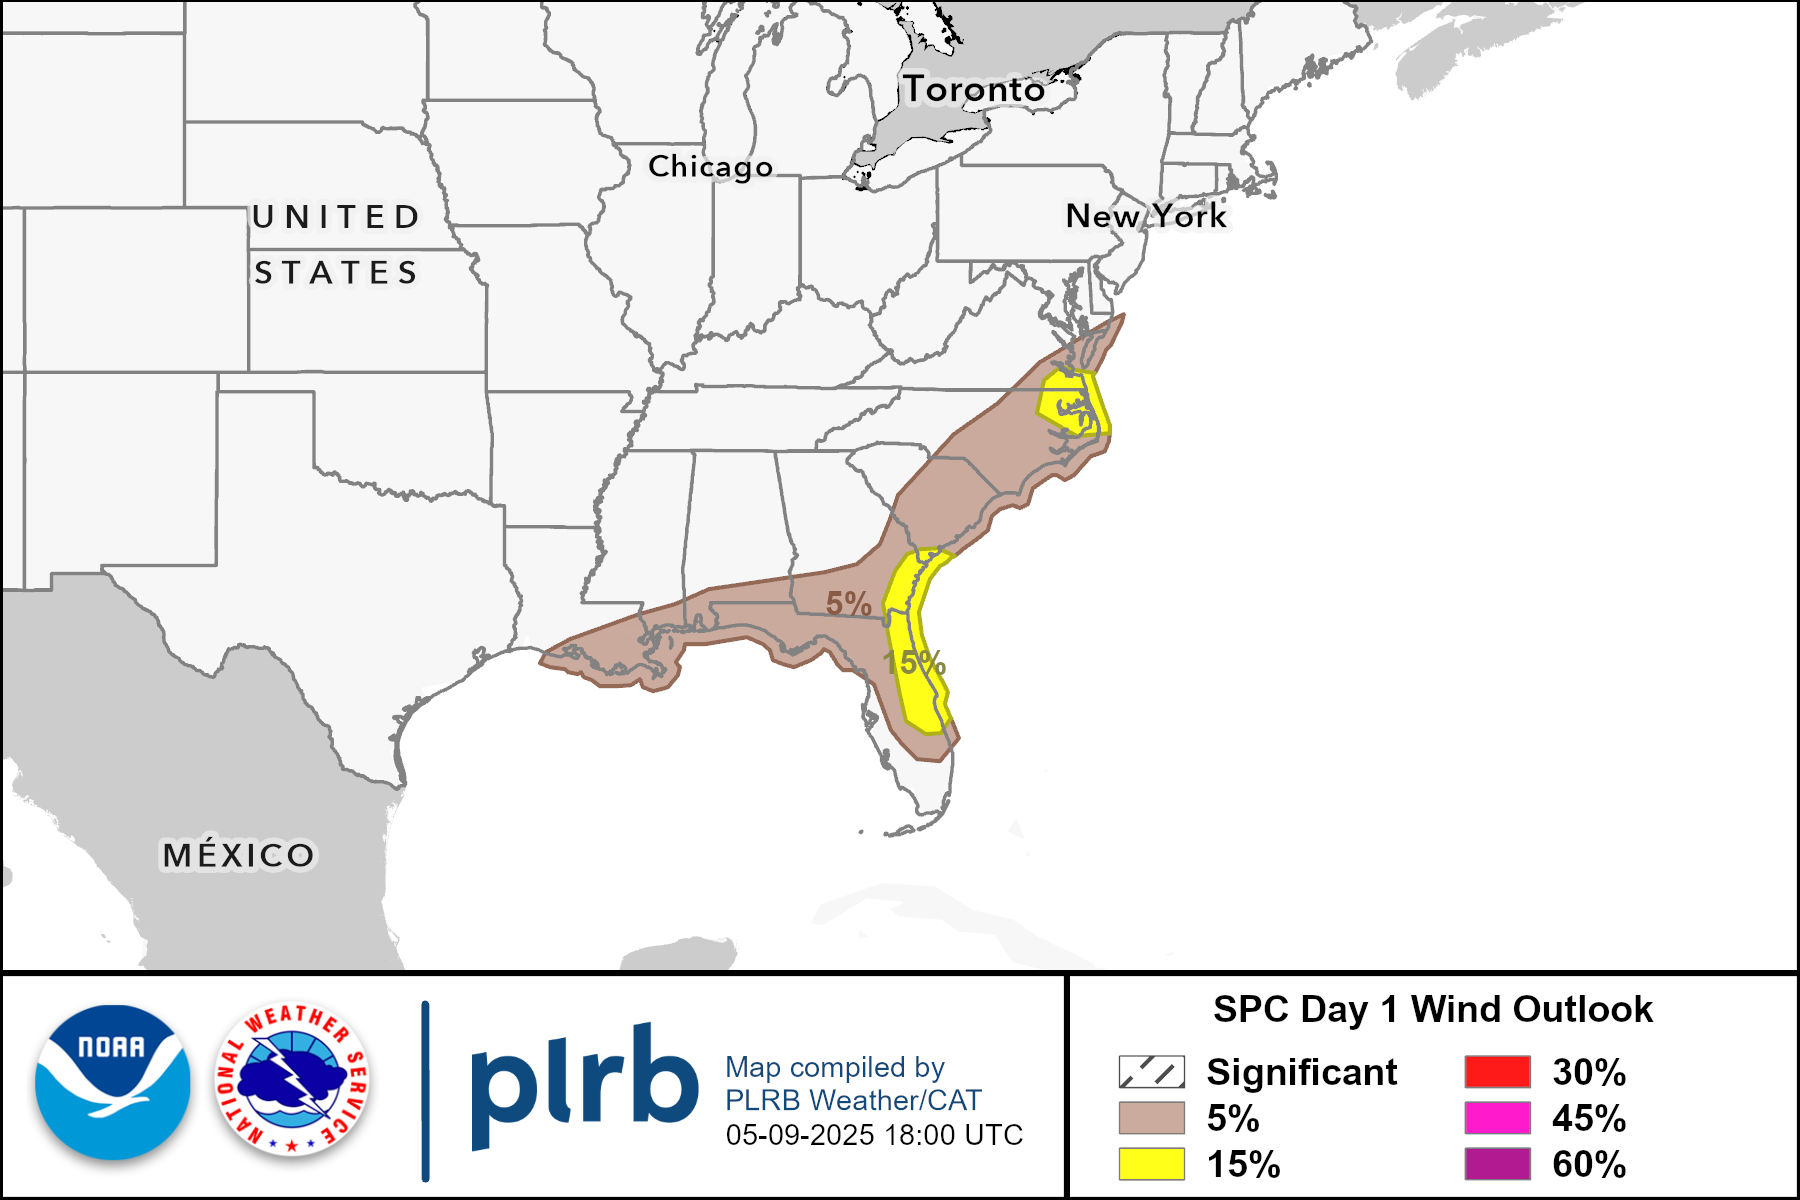 Toronto
Chicago
New York
UNITED
STATES
5%
15%
MÉXICO
NOAA
NATIONAL WEATHER SERVICE
plrb
Map compiled by
PLRB Weather/CAT
05-09-2025 18:00 UTC
SPC Day 1 Wind Outlook
Significant
5%
15%
30%
45%
60%